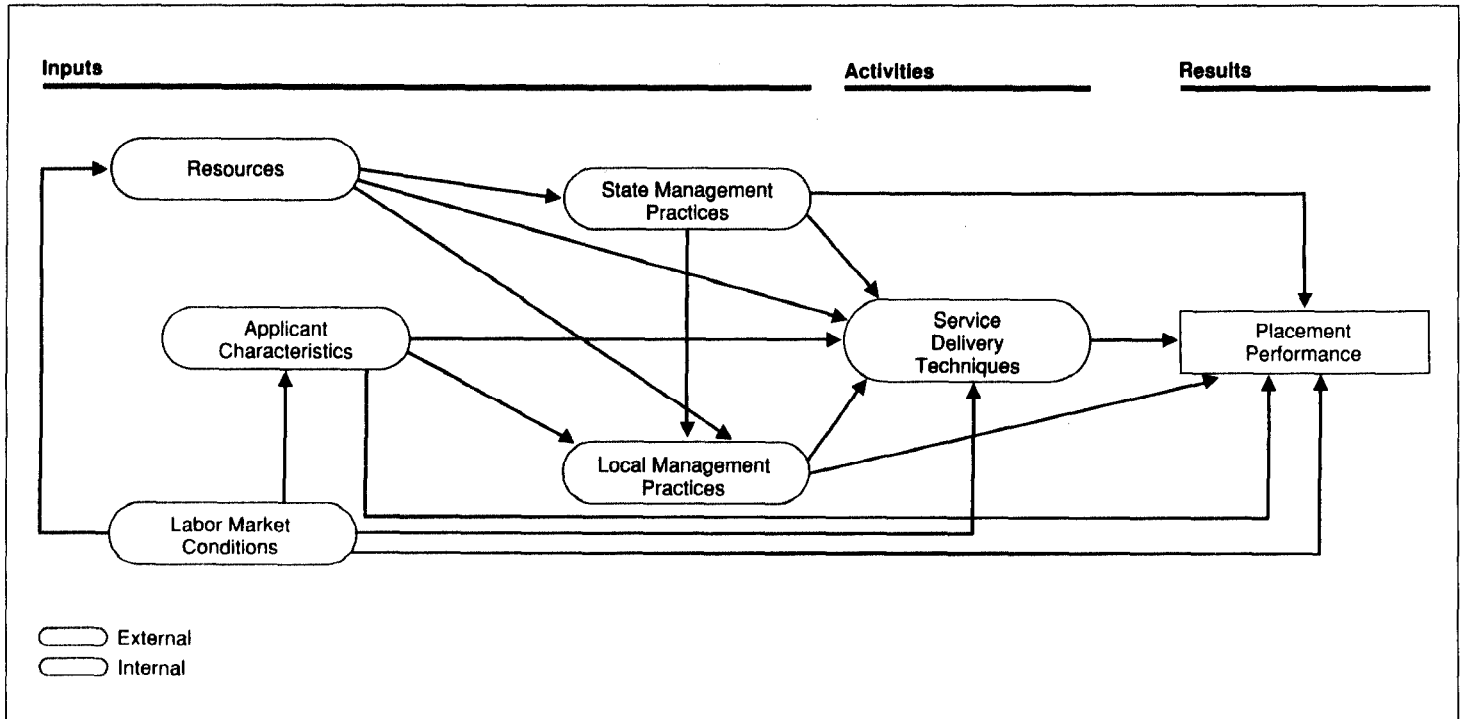 Inputs
Activities
Results
Resources
State Management
Practices
Applicant
Characteristics
Service
Delivery
Techniques
Placement
Performance
Local Management
Practices
Labor Market
Conditions
External
Internal